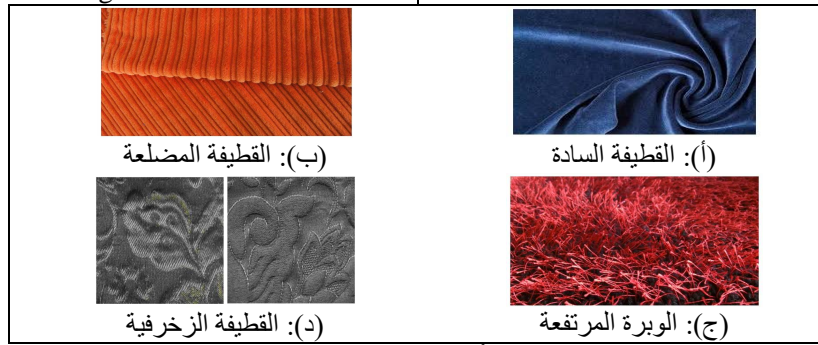 (أ): القطيفة السادة
(ب): القطيفة المضلعة
(ج): الوبرة المرتفعة
(د): القطيفة الزخرفية